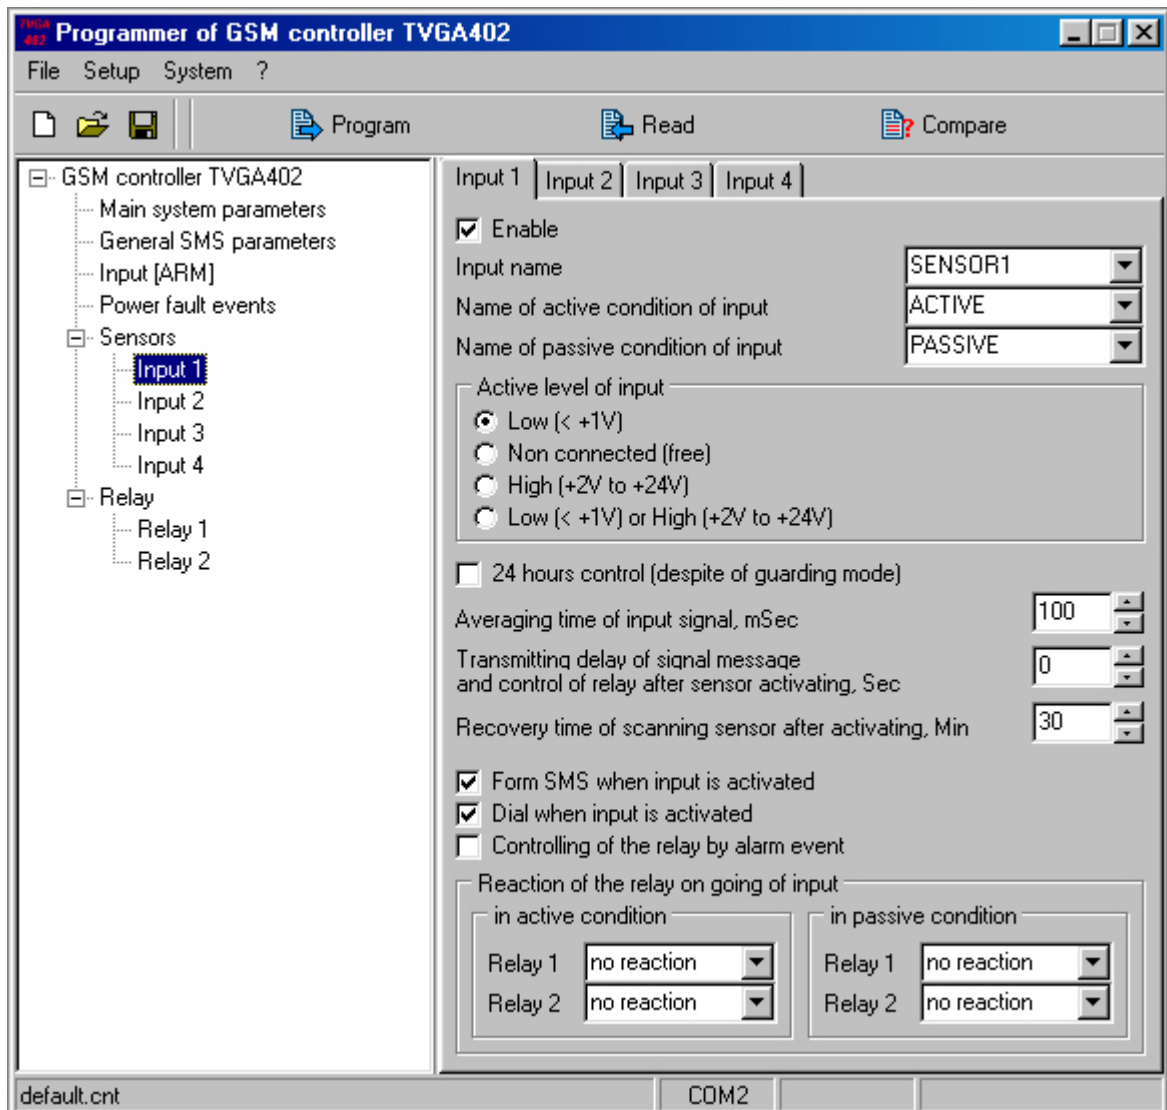 TVGA 402 Programmer of GSM controller TVGA402
File Setup System ?
Program Read Compare
GSM controller TVGA402
Main system parameters
General SMS parameters
Input [ARM]
Power fault events
Sensors
Input 1
Input 2
Input 3
Input 4
Relay
Relay 1
Relay 2
Input 1 Input 2 Input 3 Input 4
Enable
Input name SENSOR1
Name of active condition of input ACTIVE
Name of passive condition of input PASSIVE
Active level of input
Low (< +1V)
Non connected (free)
High (+2V to +24V)
Low (< +1V) or High (+2V to +24V)
24 hours control (despite of guarding mode)
Averaging time of input signal, mSec 100
Transmitting delay of signal message
and control of relay after sensor activating, Sec 0
Recovery time of scanning sensor after activating, Min 30
Form SMS when input is activated
Dial when input is activated
Controlling of the relay by alarm event
Reaction of the relay on going of input
in active condition in passive condition
Relay 1 no reaction Relay 1 no reaction
Relay 2 no reaction Relay 2 no reaction
default.cnt COM2